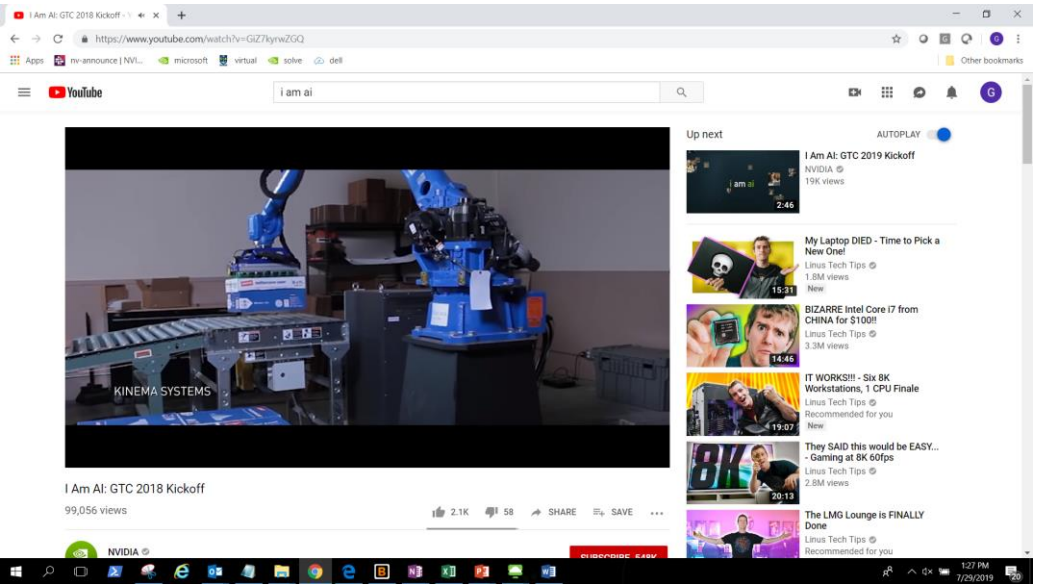 I Am AI: GTC 2018 Kickoff - Y
https://www.youtube.com/watch?v=GiZ7kyrwZGQ
Apps nv-announce | NVI... microsoft virtual solve dell Other bookmarks
YouTube
i am ai
G
KINEMA SYSTEMS
I Am AI: GTC 2018 Kickoff
99,056 views
2.1K 58 SHARE SAVE ...
NVIDIA
SUBSCRIBE 548K
Up next
AUTOPLAY
i am ai
2:46
I Am AI: GTC 2019 Kickoff
NVIDIA
19K views
15:31
My Laptop DIED - Time to Pick a
New One!
Linus Tech Tips
1.8M views
New
14:46
BIZARRE Intel Core i7 from
CHINA for $100!!
Linus Tech Tips
3.3M views
19:07
IT WORKS!!! - Six 8K
Workstations, 1 CPU Finale
Linus Tech Tips
Recommended for you
New
8K
20:13
They SAID this would be EASY...
- Gaming at 8K 60fps
Linus Tech Tips
2.8M views
The LMG Lounge is FINALLY
Done
Linus Tech Tips
Recommended for you
1:27 PM
7/29/2019
20